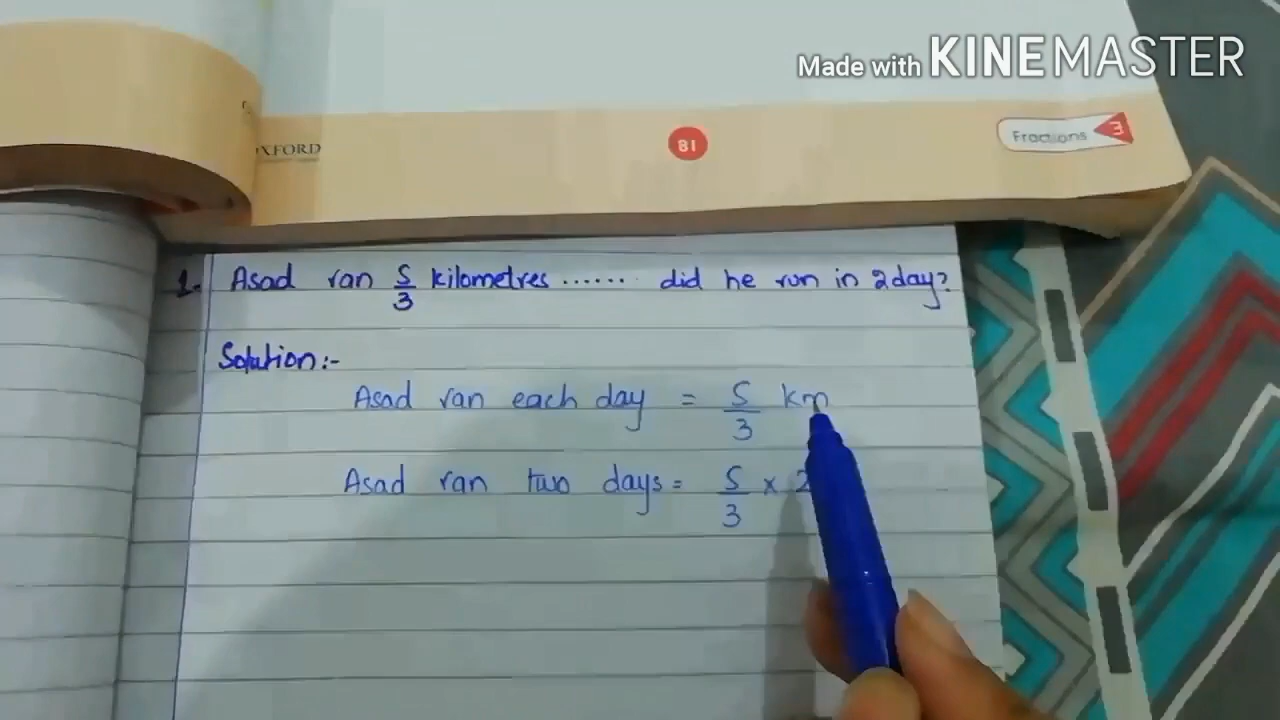 Made with KINEMASTER
OXFORD
81
Fractions 3
1. Asad ran 5/3 kilometres ...... did he run in 2day?
Solution:-
Asad ran each day = 5/3 km
Asad ran two days = 5/3 x 2